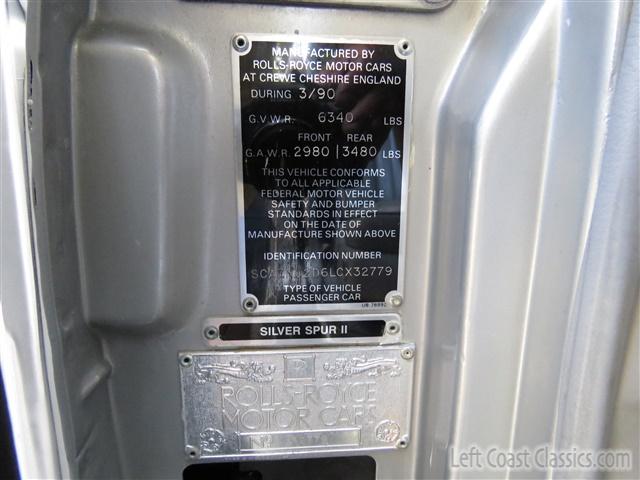 MANUFACTURED BY
ROLLS-ROYCE MOTOR CARS
AT CREWE CHESHIRE ENGLAND
DURING 3/90
G.V.W.R. 6340 LBS
FRONT REAR
G.A.W.R. 2980 | 3480 LBS
THIS VEHICLE CONFORMS
TO ALL APPLICABLE
FEDERAL MOTOR VEHICLE
SAFETY AND BUMPER
STANDARDS IN EFFECT
ON THE DATE OF
MANUFACTURE SHOWN ABOVE
IDENTIFICATION NUMBER
TYPE OF VEHICLE
PASSENGER CAR
SILVER SPUR II
ROLLS-ROYCE
MOTOR CARS
Left Coast Classics.com